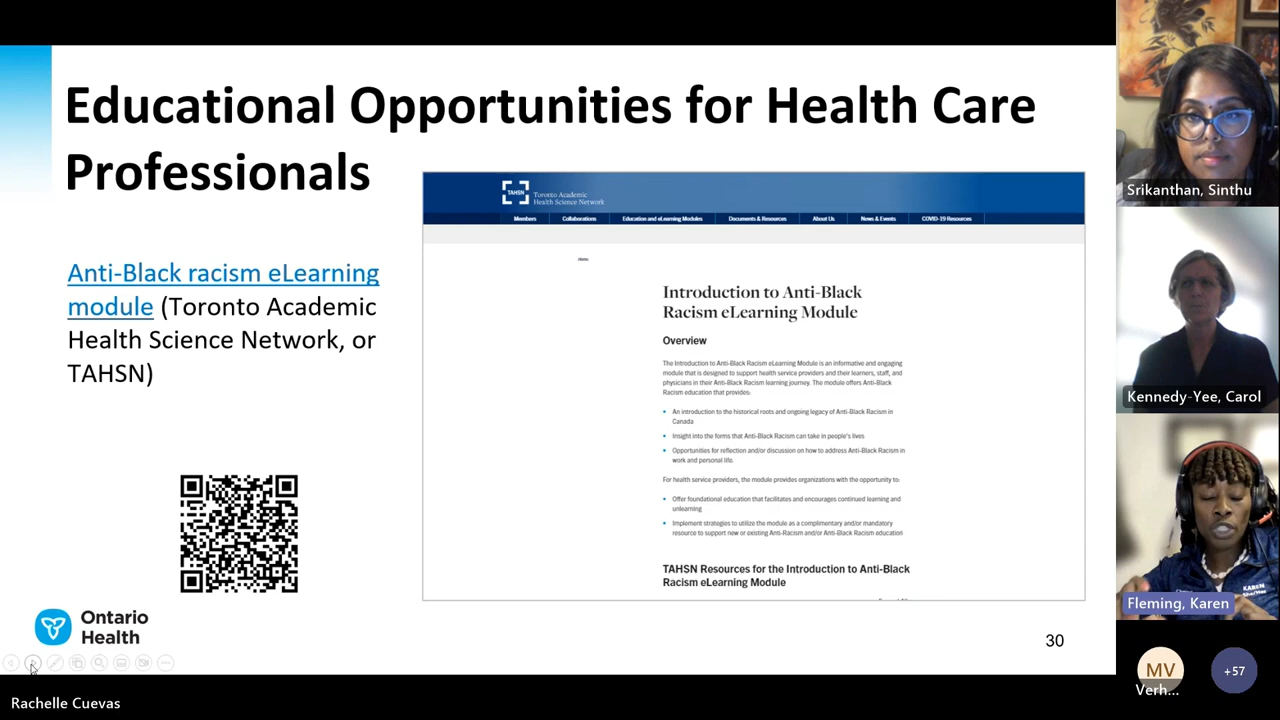 Educational Opportunities for Health Care
Professionals
Anti-Black racism eLearning
module (Toronto Academic
Health Science Network, or
TAHSN)
TAHSN
Toronto Academic
Health Science Network
Members
Collaborations
Education and eLearning Modules
Documents & Resources
About Us
News & Events
COVID-19 Resources
Home
Introduction to Anti-Black
Racism eLearning Module
Overview
The Introduction to Anti-Black Racism eLearning Module is an informative and engaging
module that is designed to support health service providers and their learners, staff, and
physicians in their Anti-Black Racism learning journey. The module offers Anti-Black
Racism education that provides:
• An introduction to the historical roots and ongoing legacy of Anti-Black Racism in
Canada
• Insight into the forms that Anti-Black Racism can take in people's lives
• Opportunities for reflection and/or discussion on how to address Anti-Black Racism in
work and personal life.
For health service providers, the module provides organizations with the opportunity to:
• Offer foundational education that facilitates and encourages continued learning and
unlearning
• Implement strategies to utilize the module as a complimentary and/or mandatory
resource to support new or existing Anti-Racism and/or Anti-Black Racism education
TAHSN Resources for the Introduction to Anti-Black
Racism eLearning Module
Ontario
Health
30
Rachelle Cuevas
Srikanthan, Sinthu
Kennedy-Yee, Carol
KAREN
She/Her
Fleming, Karen
MV
Verh...
+57